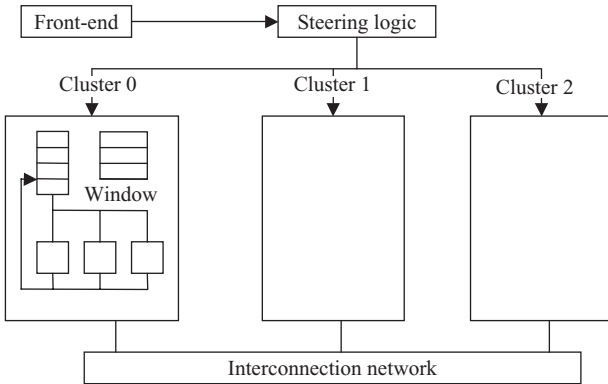 Front-end
Steering logic
Cluster 0
Cluster 1
Cluster 2
Window
Interconnection network